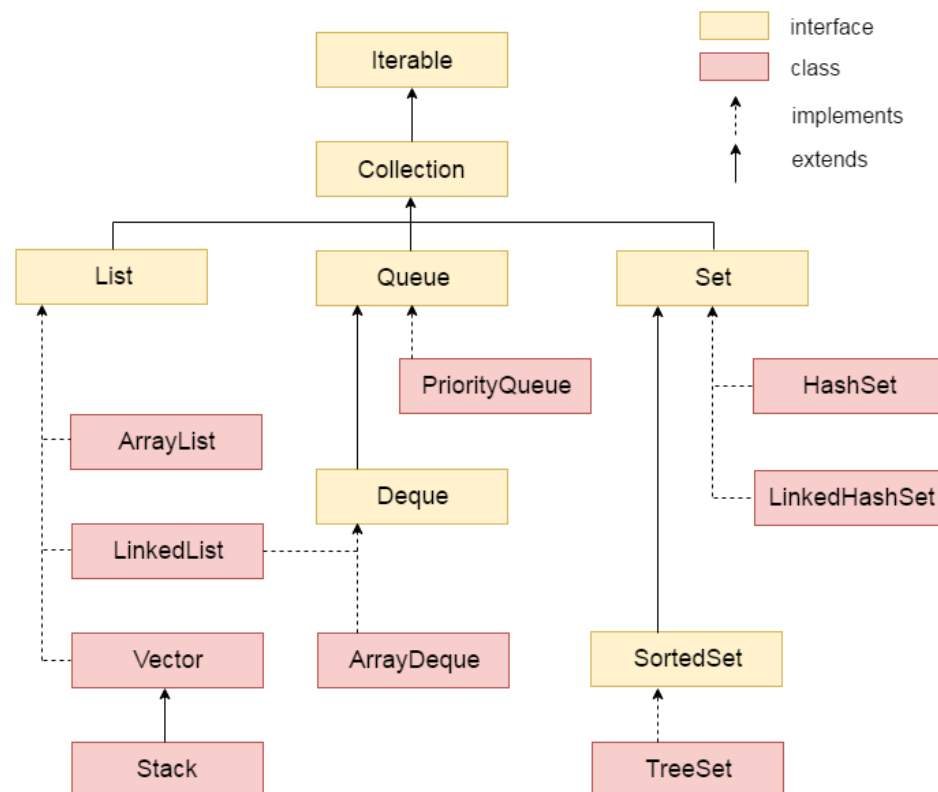 interface
Iterable
class
implements
Collection
extends
List
Queue
Set
PriorityQueue
HashSet
ArrayList
Deque
LinkedHashSet
LinkedList
Vector
ArrayDeque
SortedSet
Stack
TreeSet